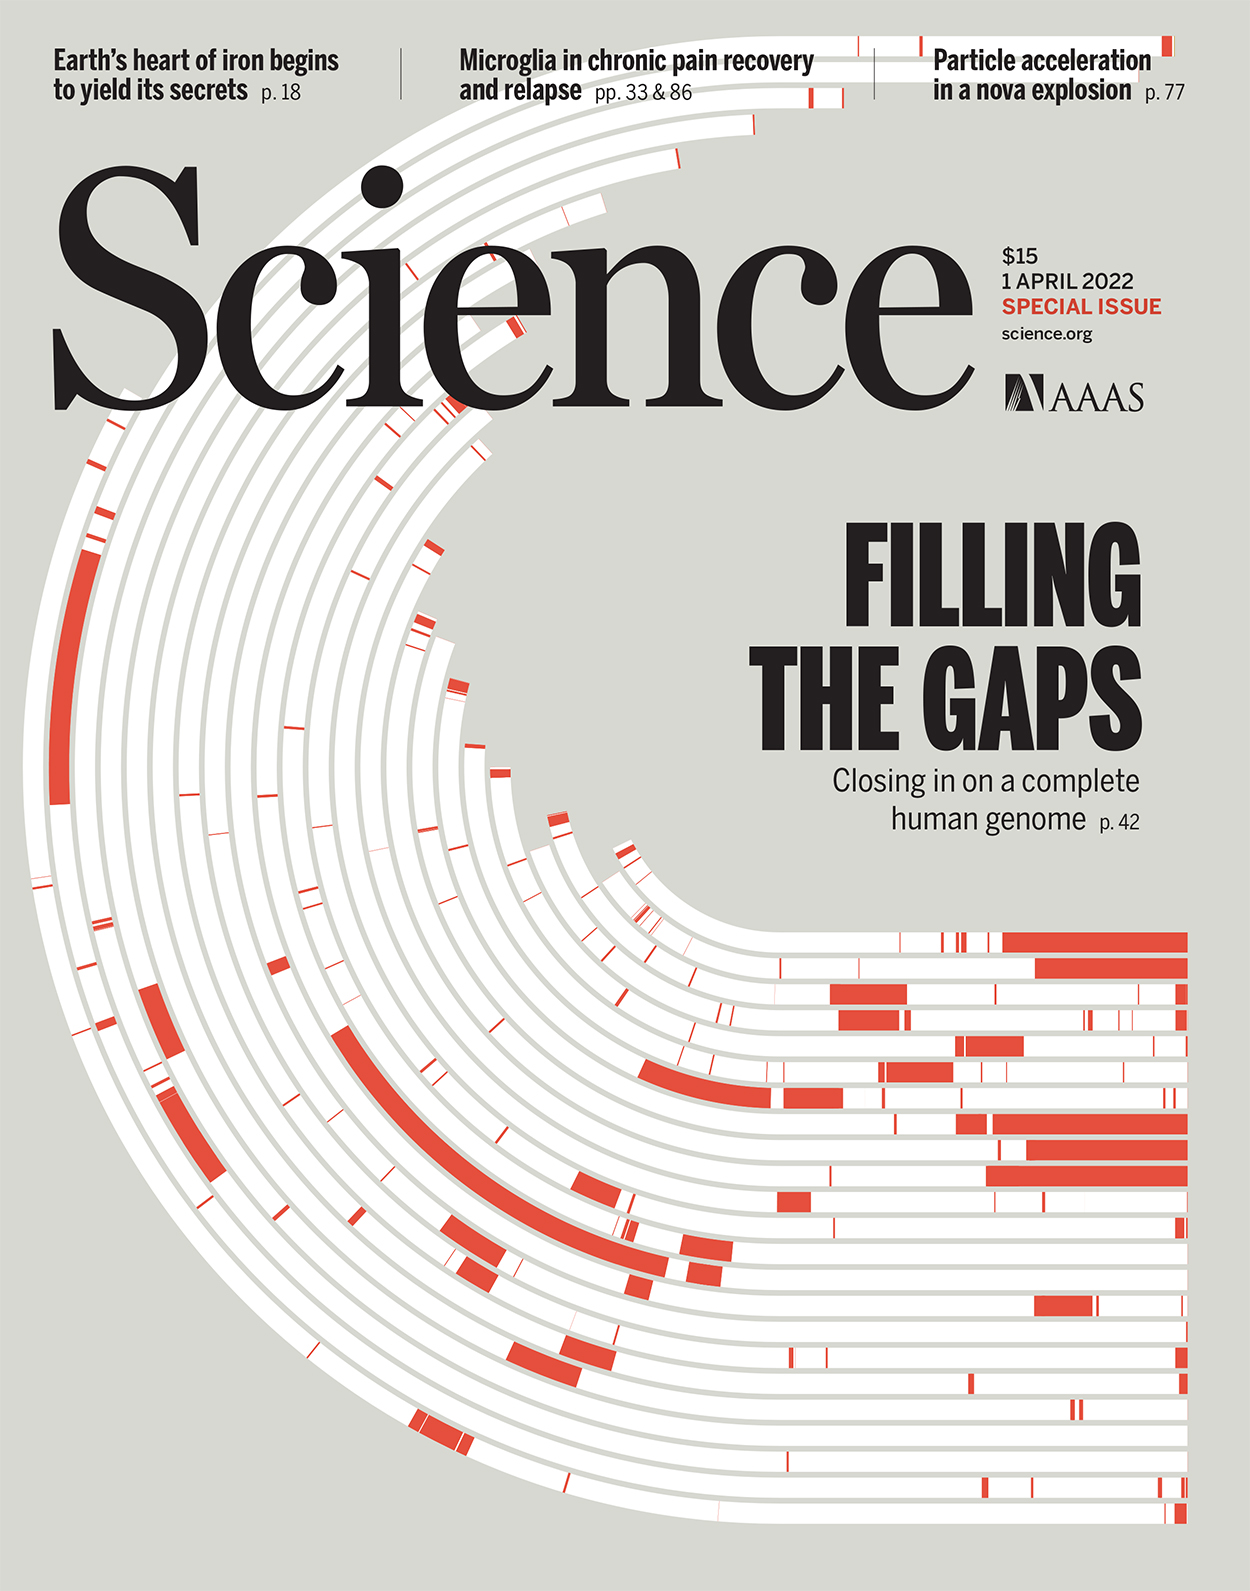 Earth's heart of iron begins
to yield its secrets p. 18
Microglia in chronic pain recovery
and relapse pp. 33 & 86
Particle acceleration
in a nova explosion p. 77
Science
$15
1 APRIL 2022
SPECIAL ISSUE
science.org
AAAS
FILLING
THE GAPS
Closing in on a complete
human genome p. 42